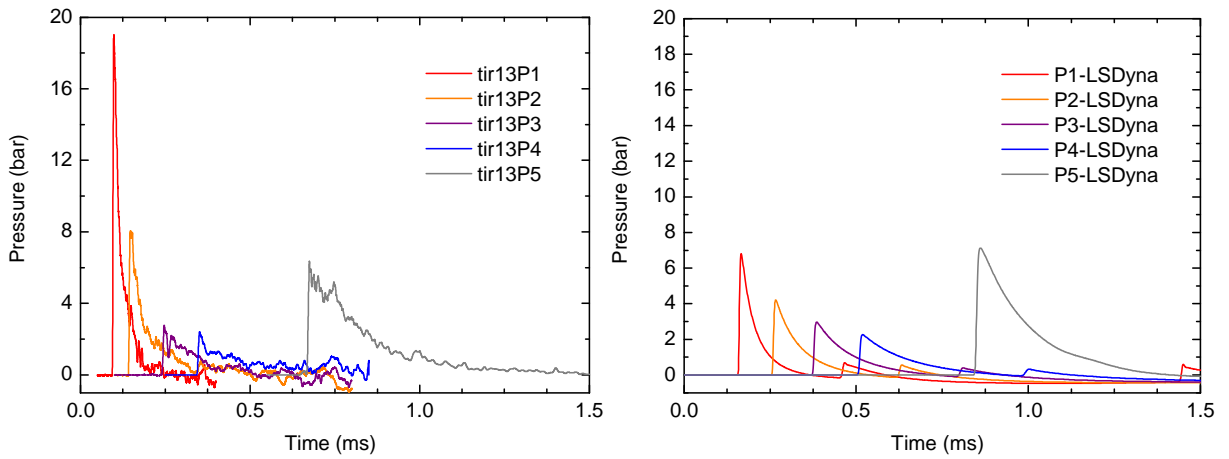 20
16
12
8
4
0
Pressure (bar)
0.0
0.5
1.0
1.5
Time (ms)
tir13P1
tir13P2
tir13P3
tir13P4
tir13P5
20
18
16
14
12
10
8
6
4
2
0
Pressure (bar)
0.0
0.5
1.0
1.5
Time (ms)
P1-LSDyna
P2-LSDyna
P3-LSDyna
P4-LSDyna
P5-LSDyna